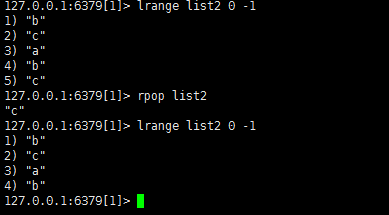 127.0.0.1:6379[1]> lrange list2 0 -1
1) "b"
2) "c"
3) "a"
4) "b"
5) "c"
127.0.0.1:6379[1]> rpop list2
"c"
127.0.0.1:6379[1]> lrange list2 0 -1
1) "b"
2) "c"
3) "a"
4) "b"
127.0.0.1:6379[1]>